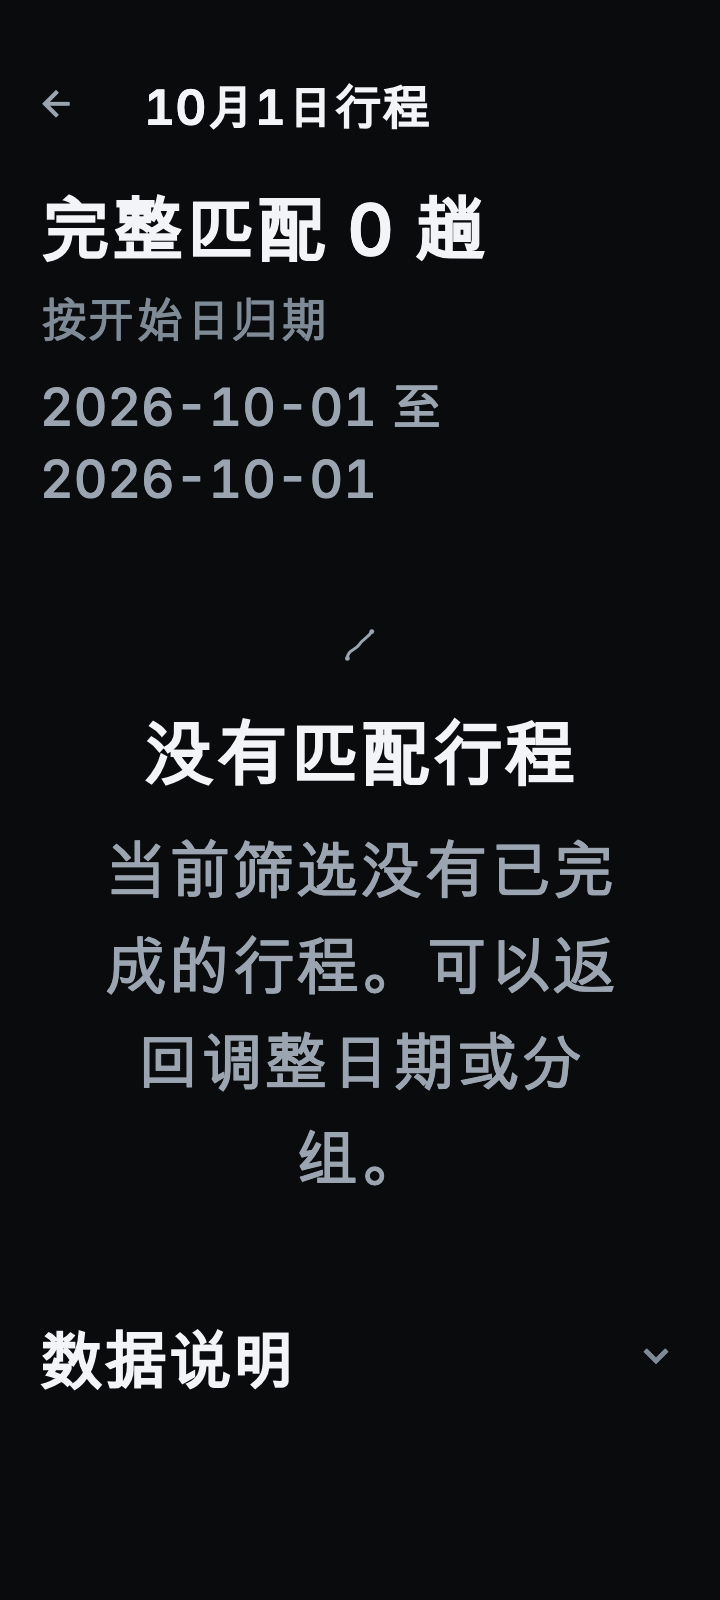 10月1日行程
完整匹配 0 趟
按开始日归期
2026-10-01 至
2026-10-01
没有匹配行程
当前筛选没有已完
成的行程。可以返
回调整日期或分
组。
数据说明